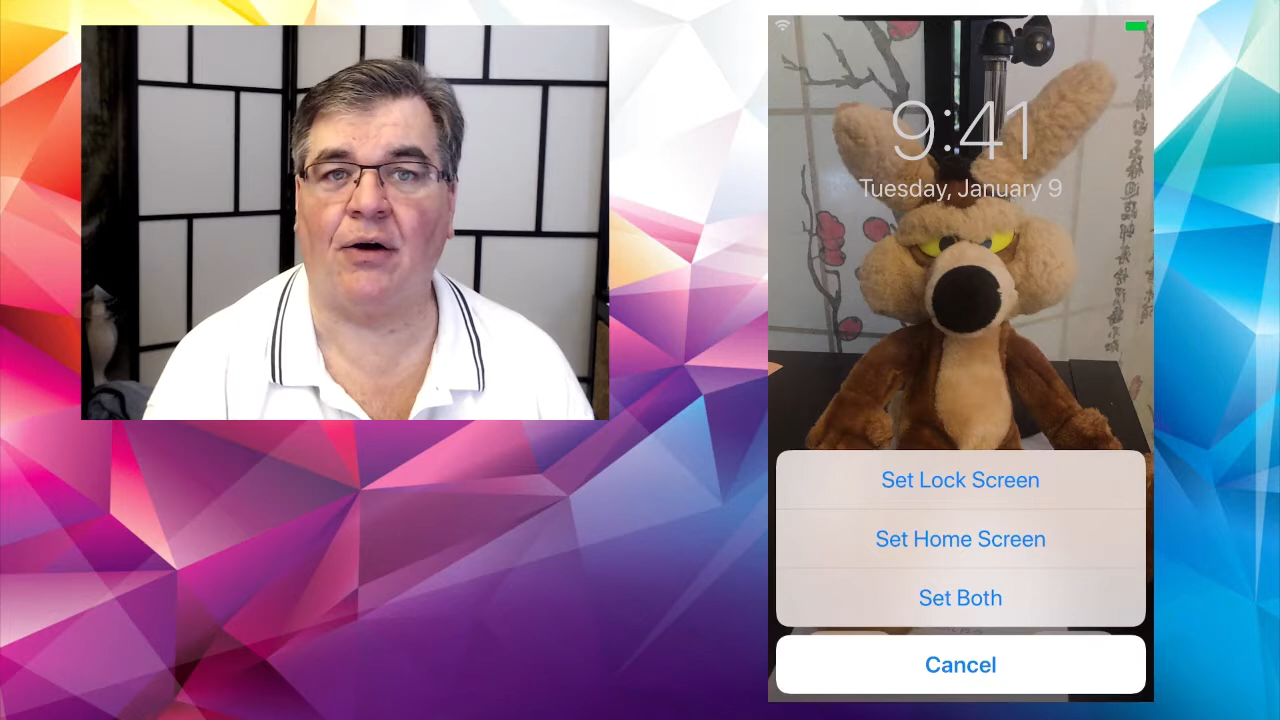 9:41
Tuesday, January 9
Set Lock Screen
Set Home Screen
Set Both
Cancel